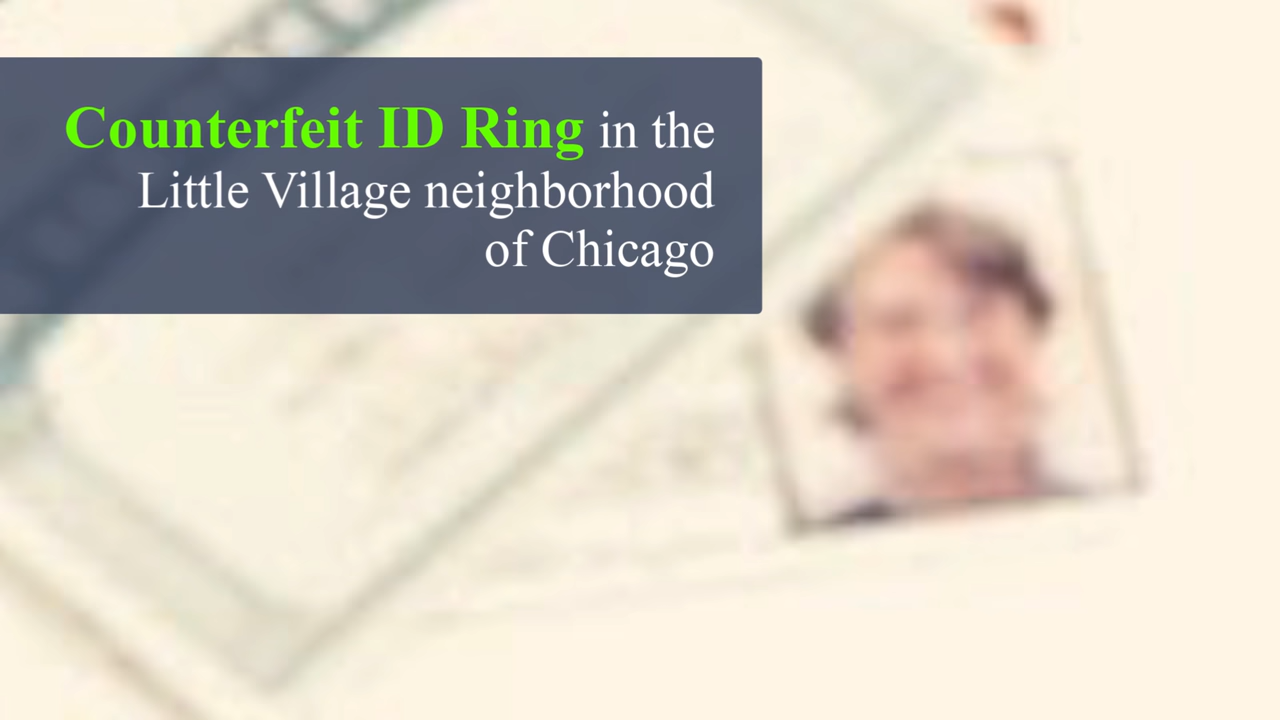 Counterfeit ID Ring in the
Little Village neighborhood
of Chicago